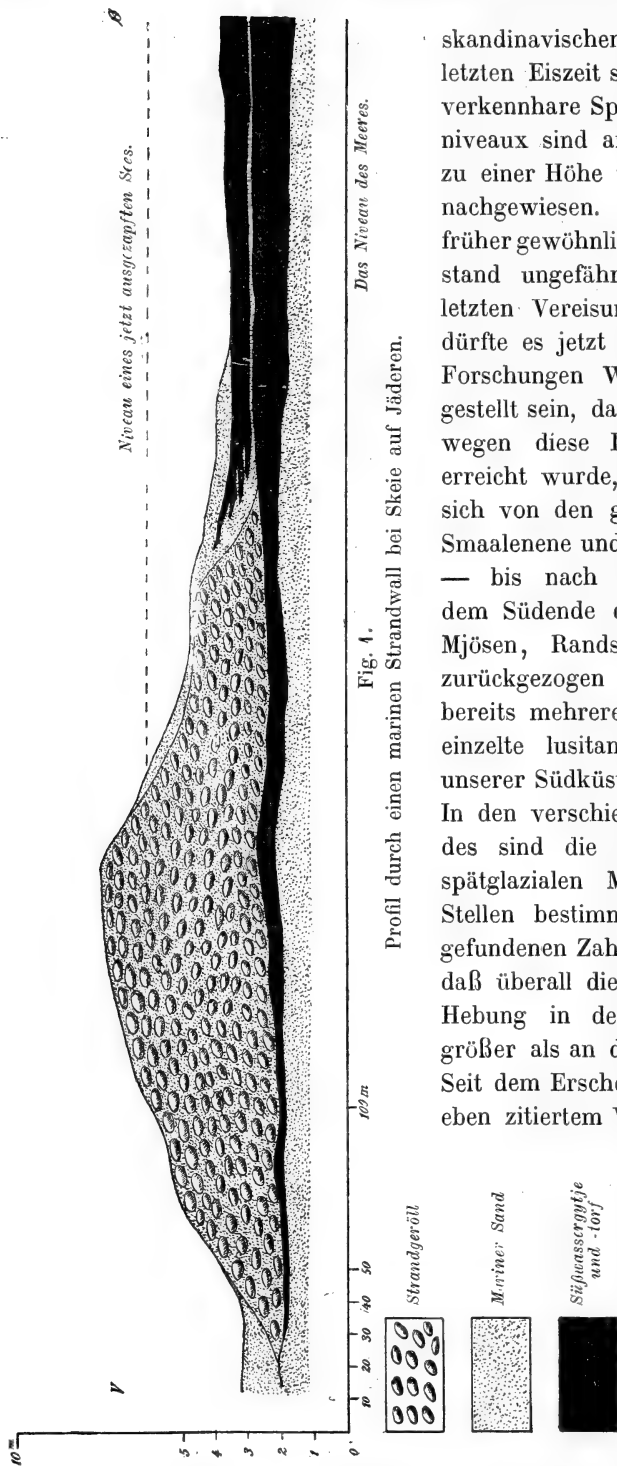 Niveau eines jetzt ausgezapften Sees.
V
Ø
10 m
5
4
3
2
1
0
10
20
30
40
50
100 m
Das Niveau des Meeres.
Fig. 1.
Profil durch einen marinen Strandwall bei Skeie auf Jäderen.
Strandgeröll
Mariner Sand
Süßwassergytje
und -torf
skandinavischen
letzten Eiszeit s
verkennhare Sp
niveaux sind a
zu einer Höhe
nachgewiesen.
früher gewöhnli
stand ungefähr
letzten Vereisu
dürfte es jetzt
Forschungen W
gestellt sein, da
wegen diese
erreicht wurde,
sich von den g
Smaalenene und
— bis nach
dem Südende
Mjösen, Rands
zurückgezogen
bereits mehrere
einzelte lusitan
unserer Südküs
In den verschie
des sind die
spätglazialen M
Stellen bestimm
gefundenen Zah
daß überall die
Hebung in de
größer als an d
Seit dem Ersch
eben zitiertem V